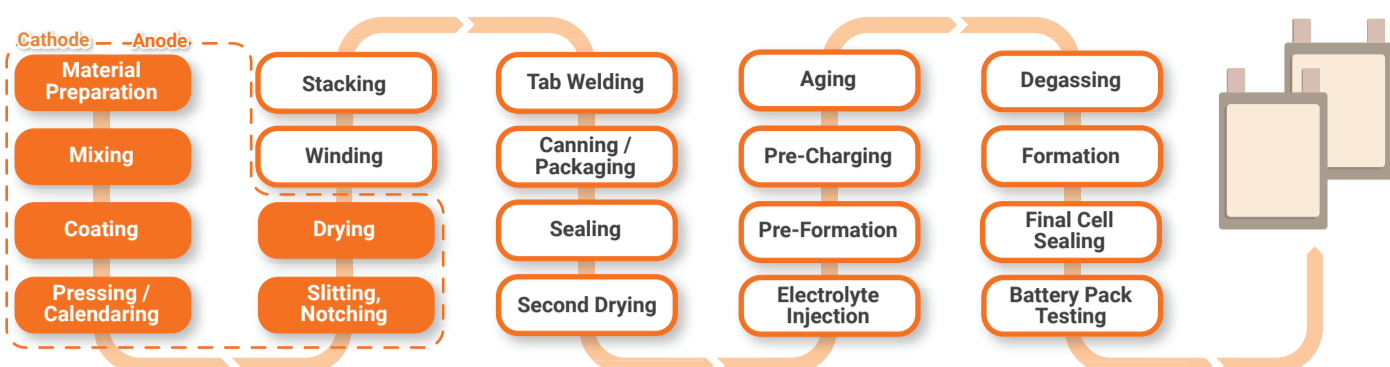 Cathode
Anode
Material
Preparation
Mixing
Coating
Pressing /
Calendaring
Stacking
Winding
Drying
Slitting,
Notching
Tab Welding
Canning /
Packaging
Sealing
Second Drying
Aging
Pre-Charging
Pre-Formation
Electrolyte
Injection
Degassing
Formation
Final Cell
Sealing
Battery Pack
Testing